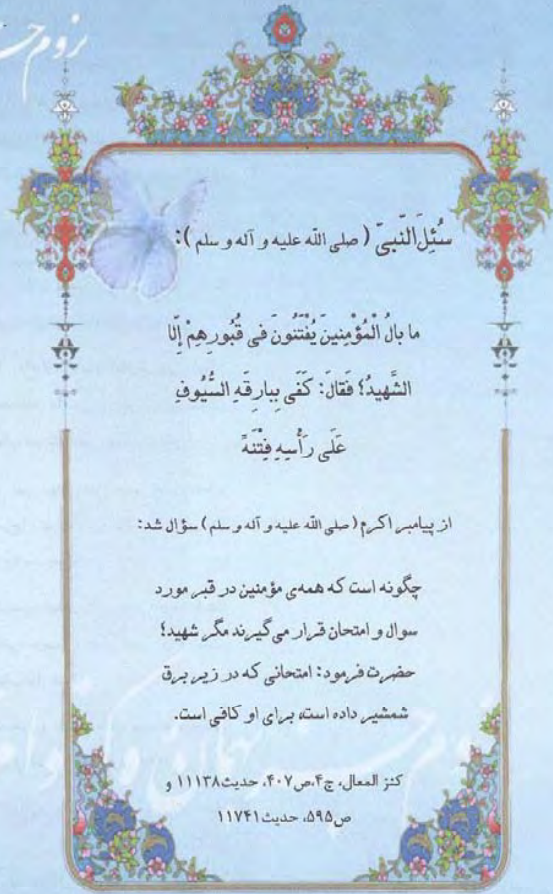 سُئِلَ النَّبیّ (صلی الله علیه و آله و سلم):
ما بالُ الْمُؤْمِنینَ یُفْتَنُونَ فی قُبُورِهِمْ إِلّا
الشَّهیدُ؟ فَقالَ: کَفَی بِبارِقَهِ السُّیُوفِ
عَلَی رَأْسِهِ فِتْنَهً
از پیامبر اکرم (صلی الله علیه و آله و سلم) سؤال شد:
چگونه است که همه‌ی مؤمنین در قبر مورد
سوال و امتحان قرار می‌گیرند مگر شهید؟
حضرت فرمود: امتحانی که در زیر برق
شمشیر داده است، برای او کافی است.
کنز المعال، ج۴،ص۴۰۷، حدیث۱۱۱۳۸ و
ص۵۹۵، حدیث۱۱۷۴۱